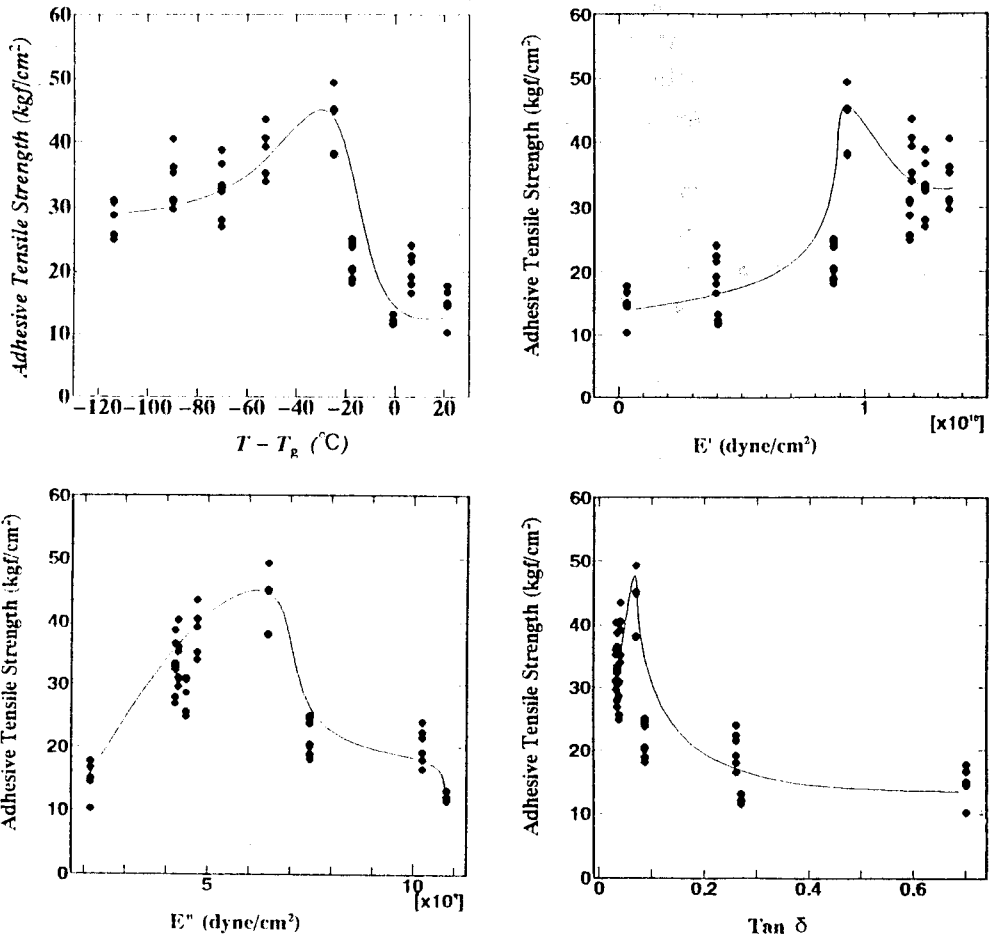 60
50
40
30
20
10
0
Adhesive Tensile Strength (kgf/cm²)
-120 -100 -80 -60 -40 -20 0 20
T - Tg (°C)
60
50
40
30
20
10
0
Adhesive Tensile Strength (kgf/cm²)
0 1
[x10¹⁰]
E' (dyne/cm²)
60
50
40
30
20
10
0
Adhesive Tensile Strength (kgf/cm²)
5 10
E" (dyne/cm²)
60
50
40
30
20
10
0
Adhesive Tensile Strength (kgf/cm²)
0 0.2 0.4 0.6
Tan δ